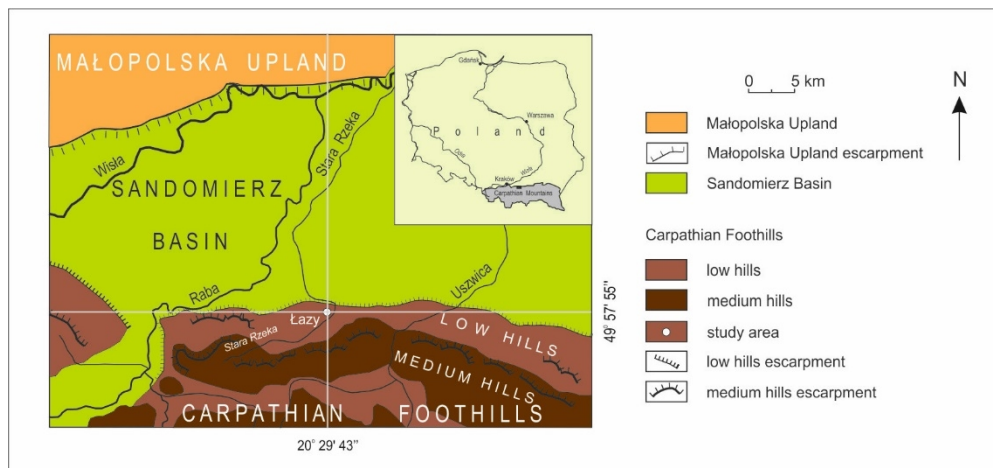 MAŁOPOLSKA UPLAND
Wisła
Stara Rzeka
SANDOMIERZ
BASIN
Raba
Uszwica
Łazy
Stara Rzeka
LOW HILLS
MEDIUM HILLS
CARPATHIAN FOOTHILLS
20° 29' 43"
49° 57' 55"
Gdańsk
Warszawa
Poland
Odra
Wisła
Kraków
Carpathian Mountains
0 5 km
N
Małopolska Upland
Małopolska Upland escarpment
Sandomierz Basin
Carpathian Foothills
low hills
medium hills
study area
low hills escarpment
medium hills escarpment